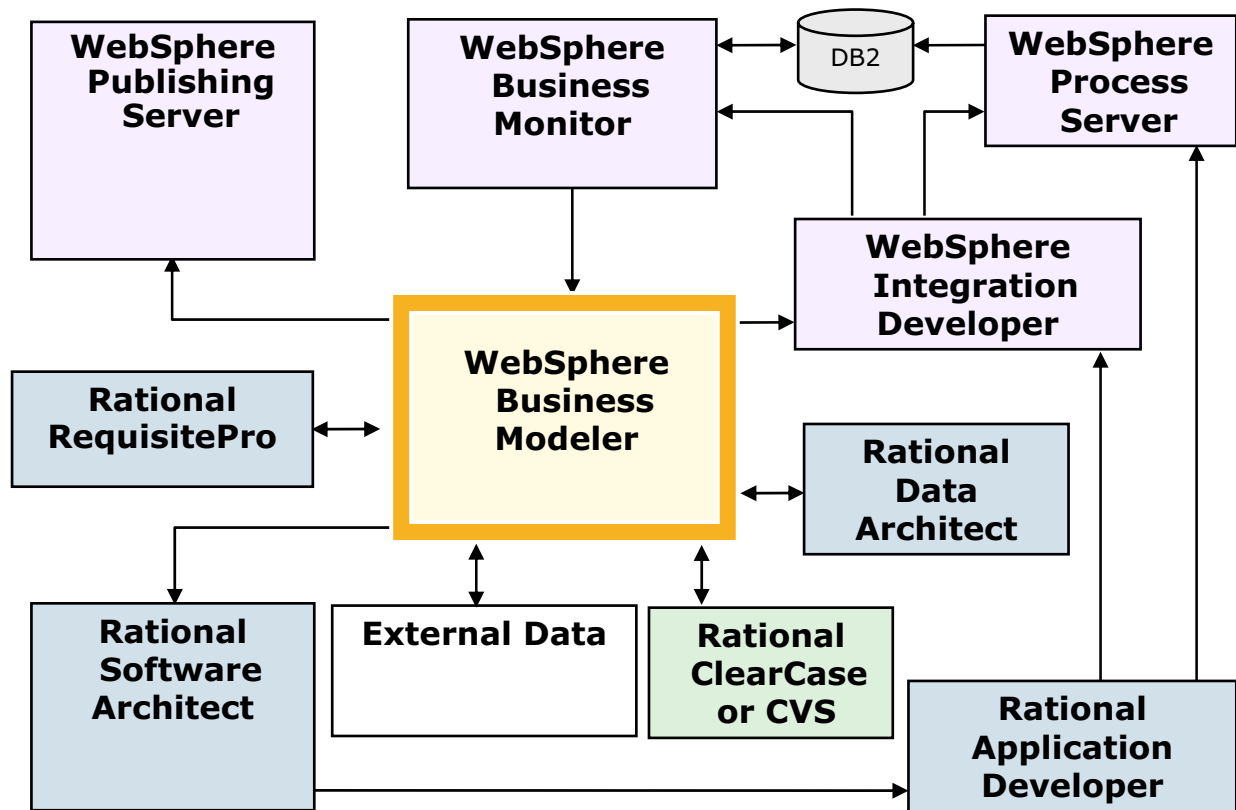 WebSphere
Publishing
Server
WebSphere
Business
Monitor
DB2
WebSphere
Process
Server
WebSphere
Integration
Developer
WebSphere
Business
Modeler
Rational
RequisitePro
Rational
Data
Architect
Rational
Software
Architect
External Data
Rational
ClearCase
or CVS
Rational
Application
Developer